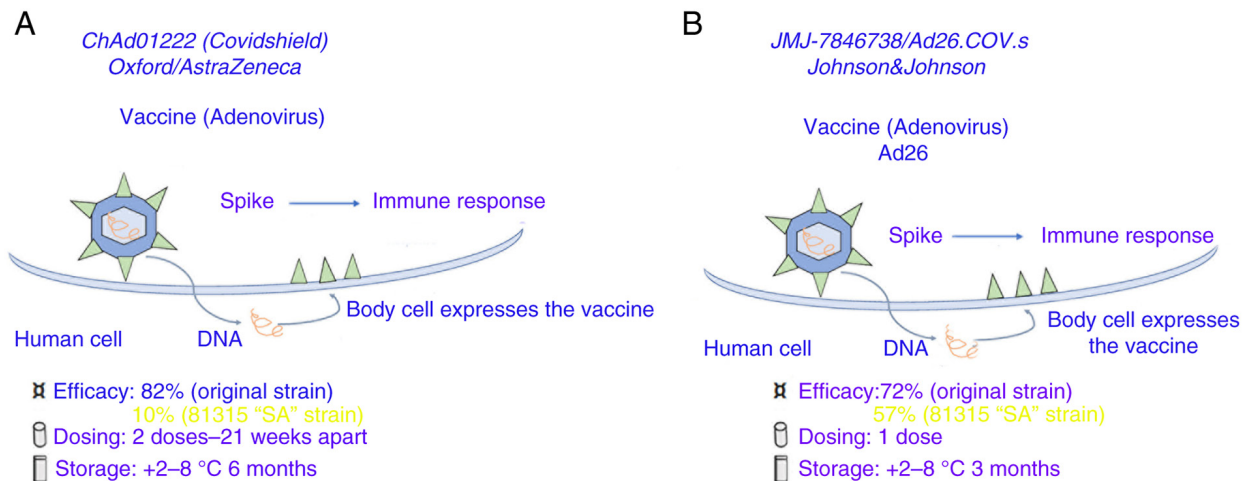 A
ChAd01222 (Covidshield)
Oxford/AstraZeneca
Vaccine (Adenovirus)
Spike
Immune response
Body cell expresses the vaccine
Human cell
DNA
Efficacy: 82% (original strain)
10% (81315 “SA” strain)
Dosing: 2 doses–21 weeks apart
Storage: +2–8 °C 6 months
B
JMJ-7846738/Ad26.COV.s
Johnson&Johnson
Vaccine (Adenovirus)
Ad26
Spike
Immune response
Body cell expresses
the vaccine
Human cell
DNA
Efficacy:72% (original strain)
57% (81315 “SA” strain)
Dosing: 1 dose
Storage: +2–8 °C 3 months